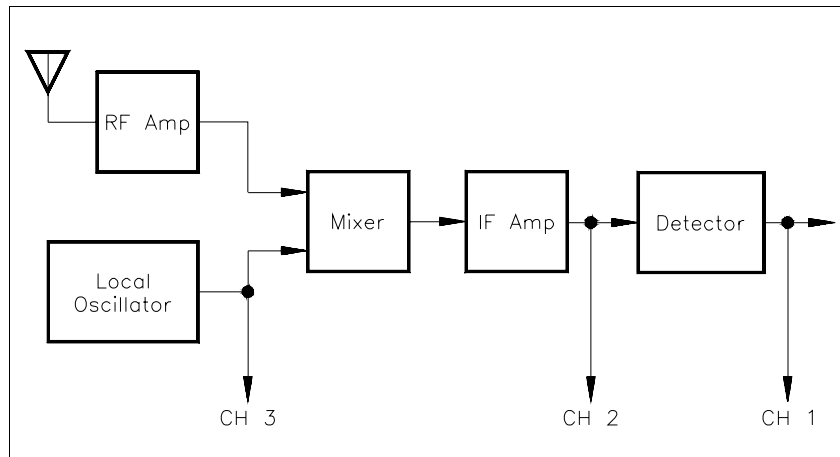 RF Amp
Mixer
IF Amp
Detector
Local
Oscillator
CH 3
CH 2
CH 1